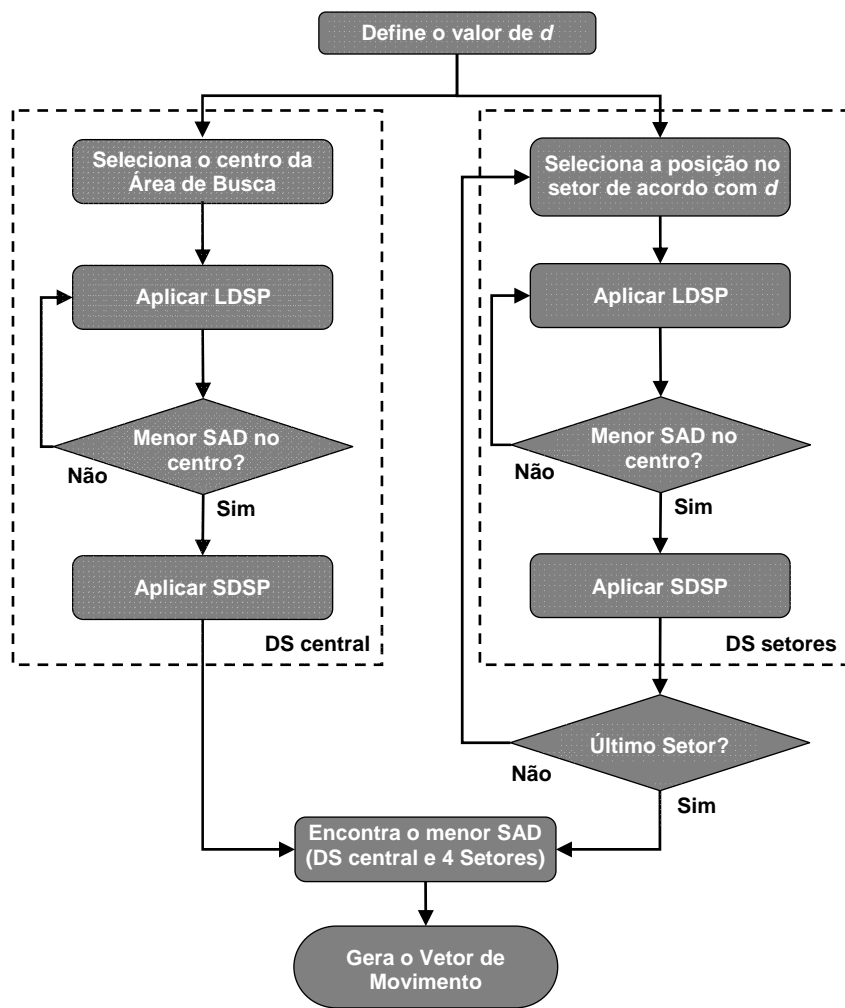 Define o valor de d
Seleciona o centro da
Área de Busca
Aplicar LDSP
Menor SAD no
centro?
Não
Sim
Aplicar SDSP
DS central
Seleciona a posição no
setor de acordo com d
Aplicar LDSP
Menor SAD no
centro?
Não
Sim
Aplicar SDSP
DS setores
Último Setor?
Não
Sim
Encontra o menor SAD
(DS central e 4 Setores)
Gera o Vetor de
Movimento